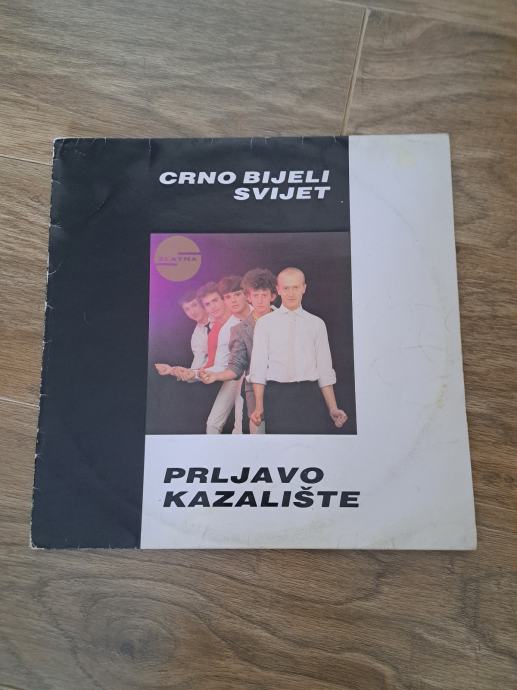 CRNO BIJELI
SVIJET
ZLATNA
PRLJAVO
KAZALIŠTE